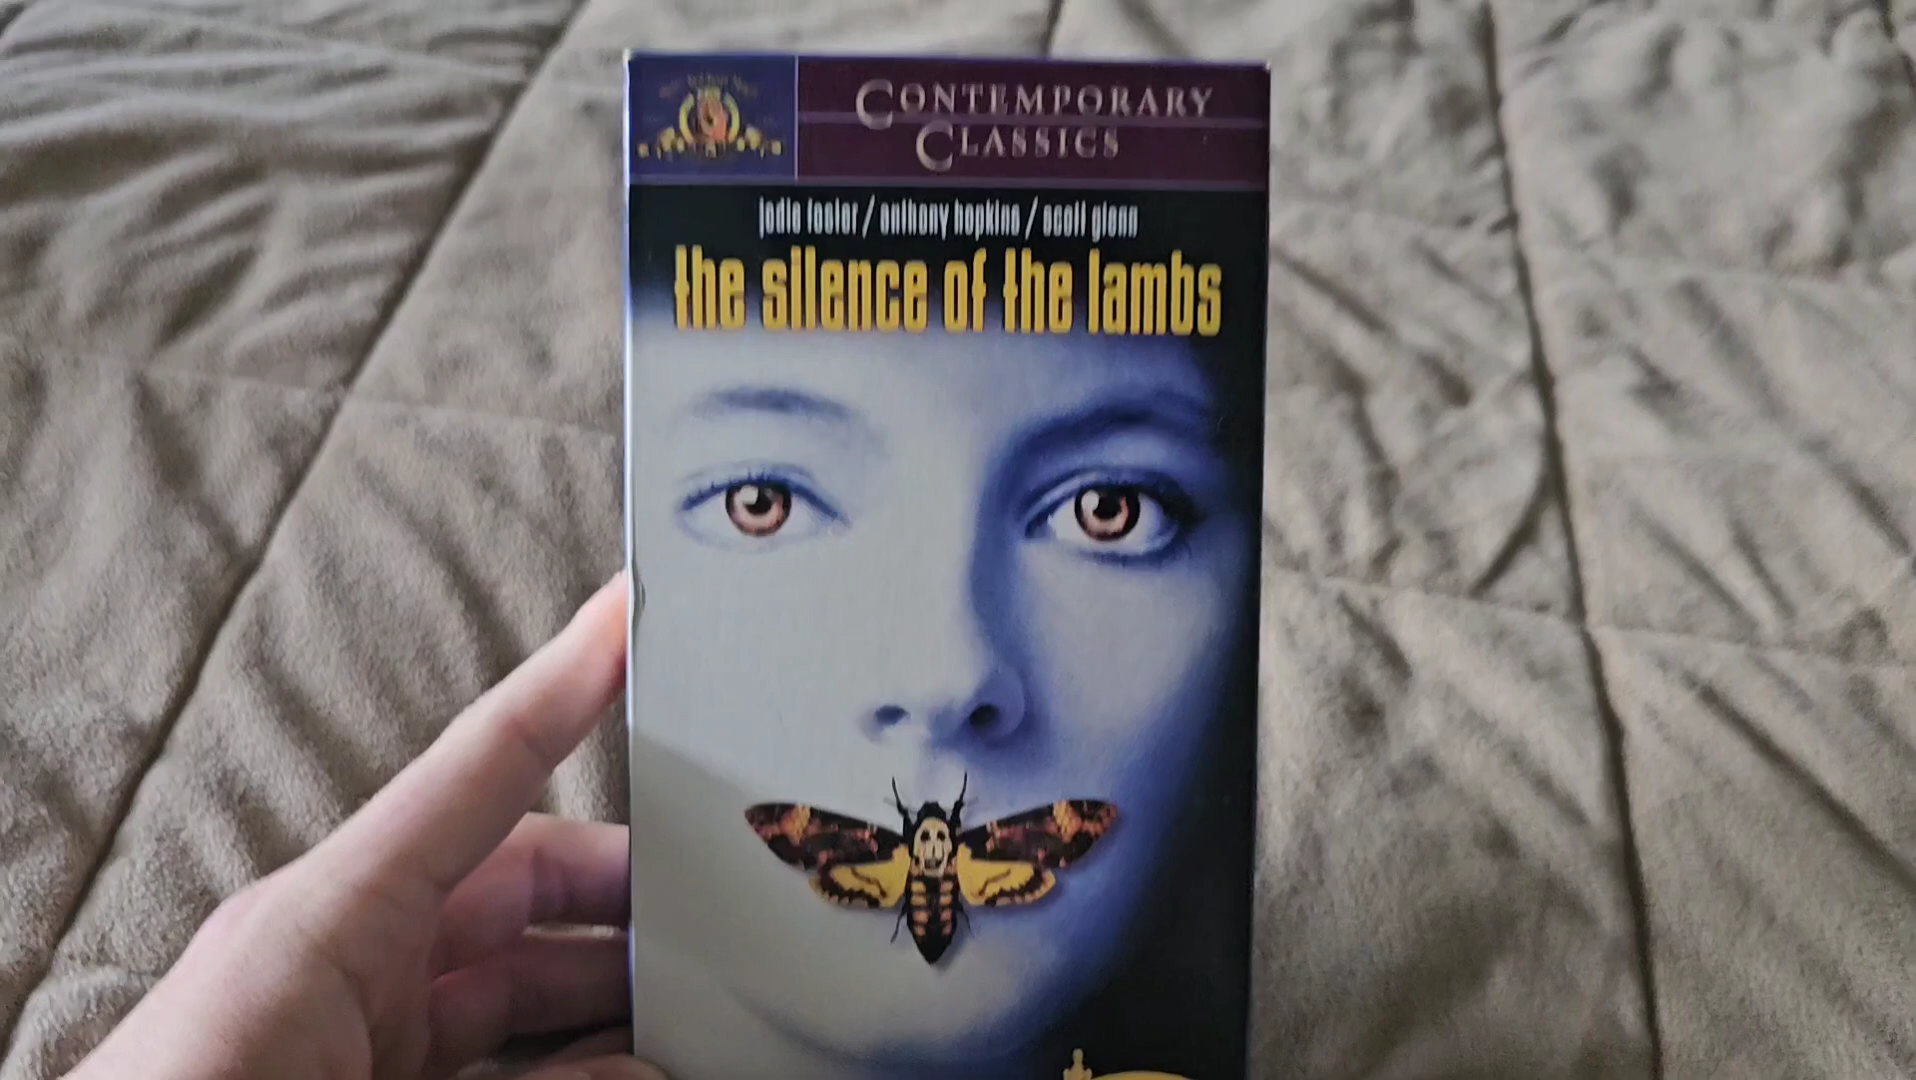 CONTEMPORARY
CLASSICS
jodie foster / anthony hopkins / scott glenn
the silence of the lambs